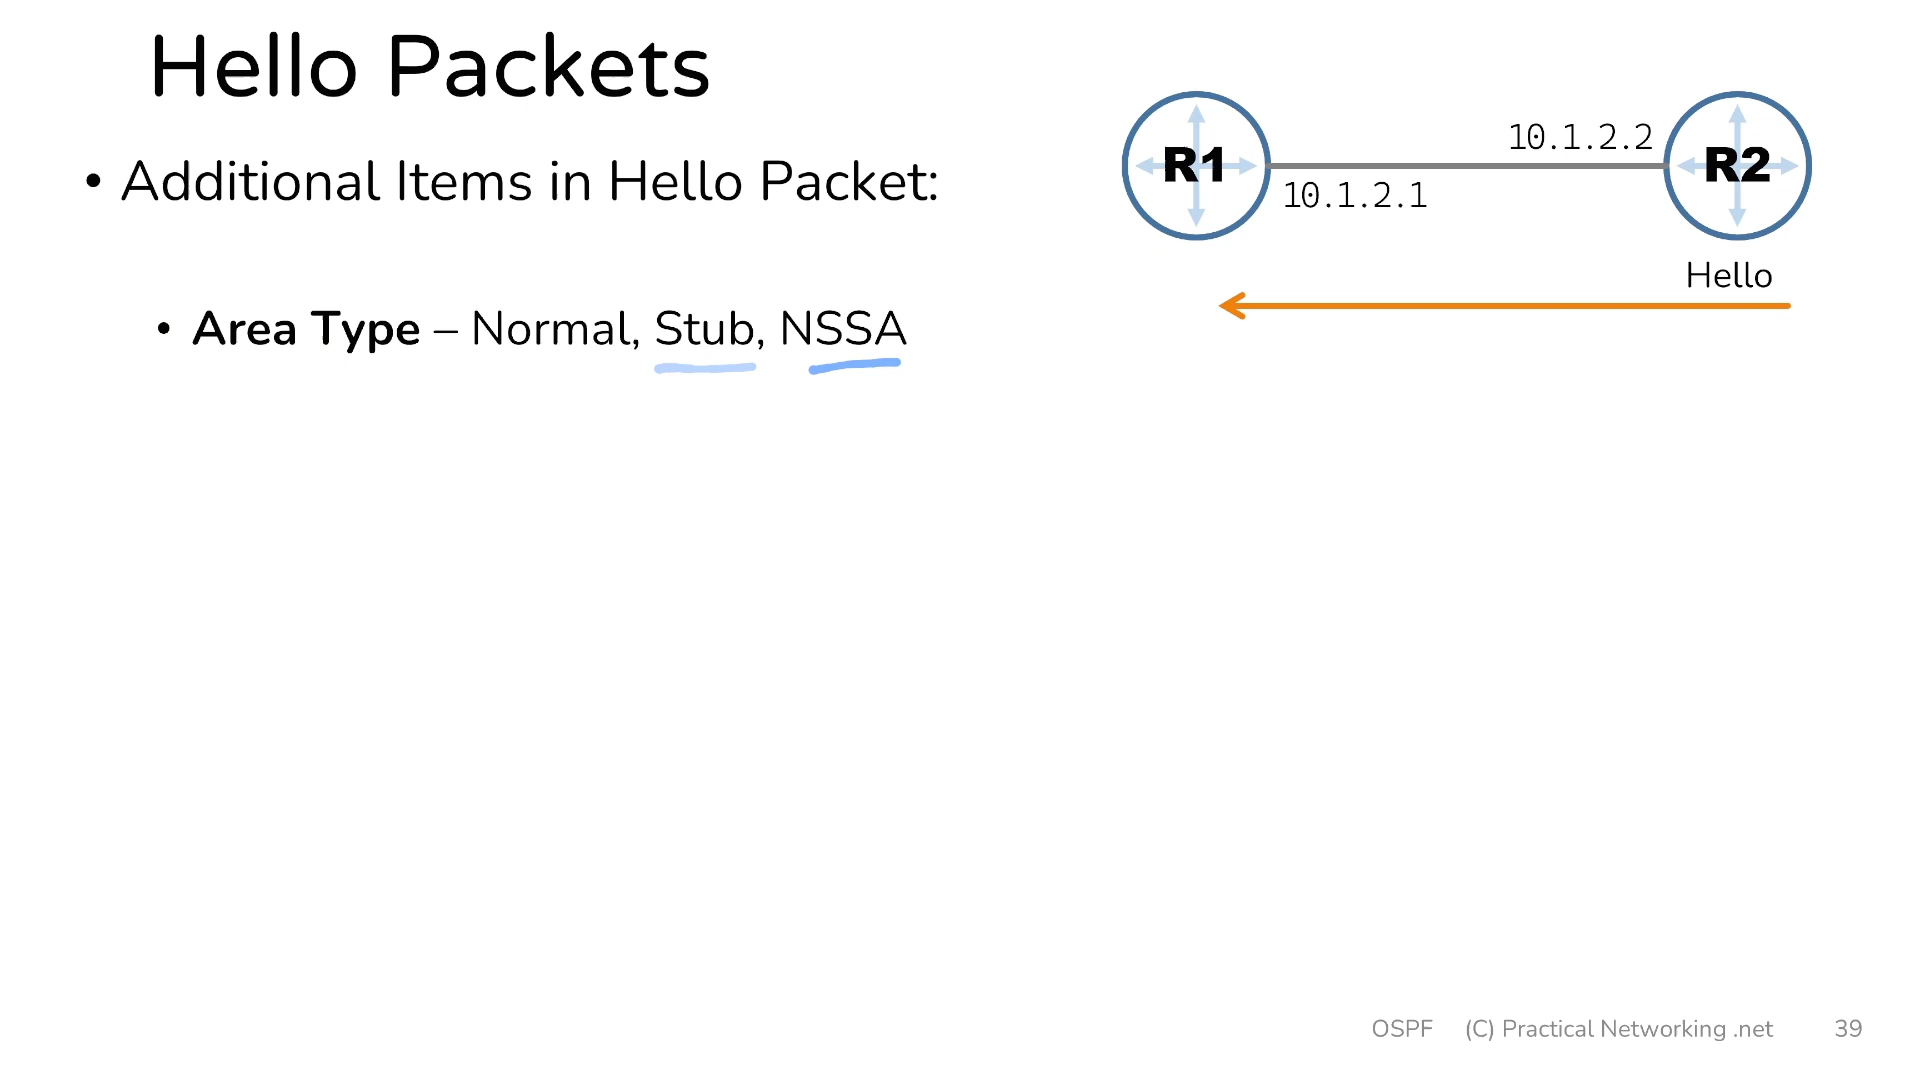 Hello Packets
• Additional Items in Hello Packet:
• Area Type – Normal, Stub, NSSA
R1
10.1.2.1
10.1.2.2
R2
Hello
OSPF (C) Practical Networking .net 39